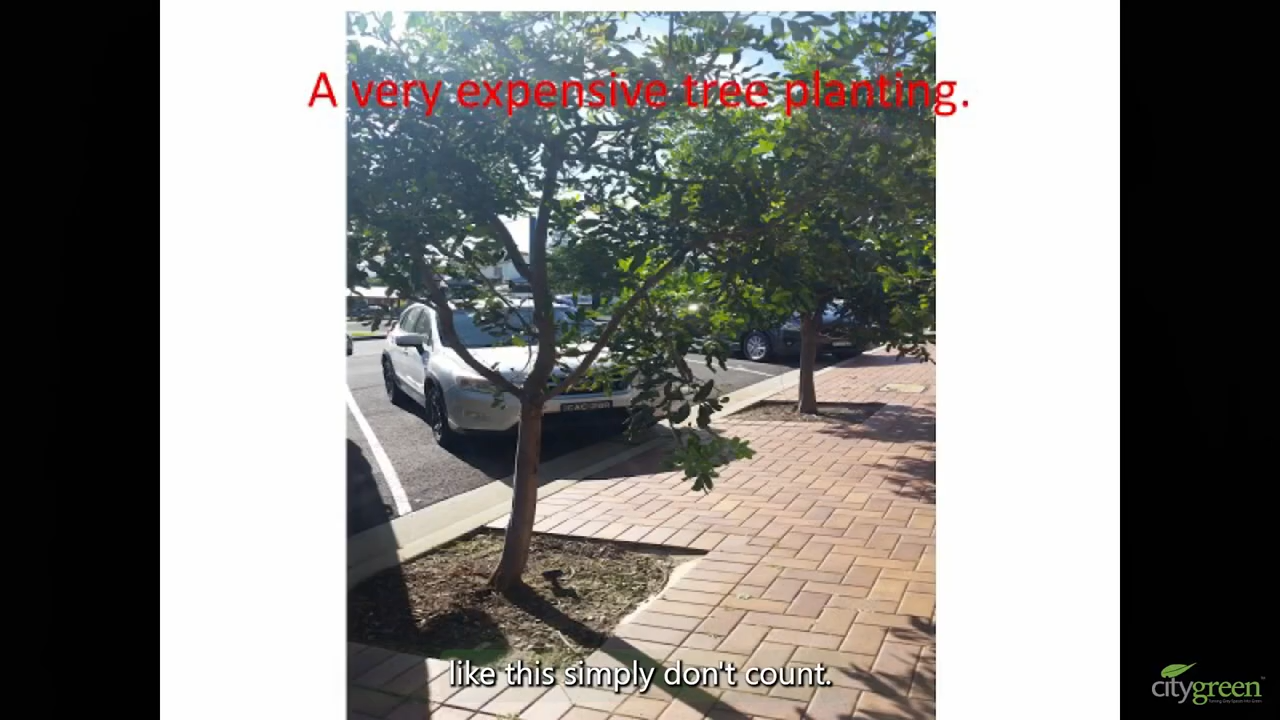 A very expensive tree planting.
like this simply don't count.
citygreen